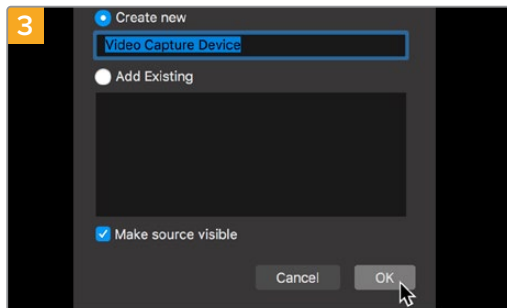 3
Create new
Video Capture Device
Add Existing
Make source visible
Cancel OK